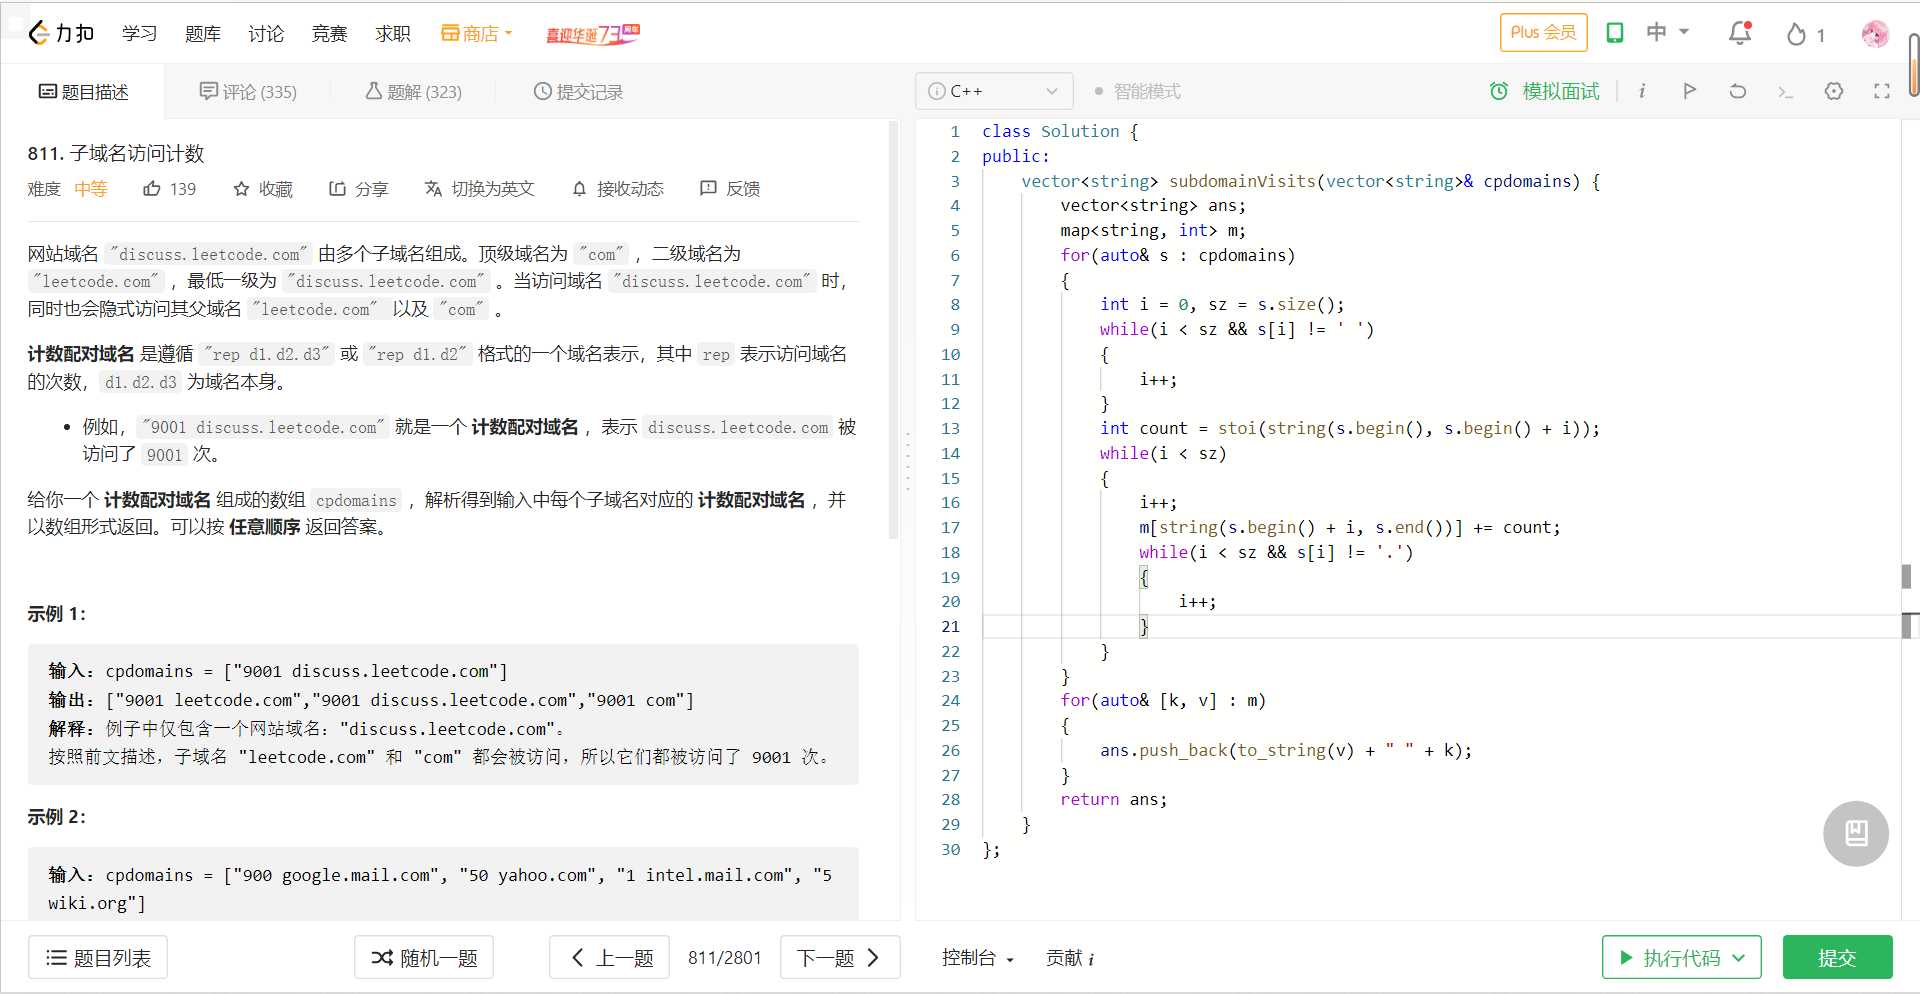 力扣 学习 题库 讨论 竞赛 求职 商店 喜迎华诞73周年 Plus 会员 中 1
题目描述 评论 (335) 题解 (323) 提交记录
811. 子域名访问计数
难度 中等 139 收藏 分享 切换为英文 接收动态 反馈
网站域名 "discuss.leetcode.com" 由多个子域名组成。顶级域名为 "com" ，二级域名为
"leetcode.com" ，最低一级为 "discuss.leetcode.com" 。当访问域名 "discuss.leetcode.com" 时，
同时也会隐式访问其父域名 "leetcode.com" 以及 "com" 。
计数配对域名 是遵循 "rep d1.d2.d3" 或 "rep d1.d2" 格式的一个域名表示，其中 rep 表示访问域名
的次数，d1.d2.d3 为域名本身。
• 例如，"9001 discuss.leetcode.com" 就是一个 计数配对域名 ，表示 discuss.leetcode.com 被
访问了 9001 次。
给你一个 计数配对域名 组成的数组 cpdomains ，解析得到输入中每个子域名对应的 计数配对域名 ，并
以数组形式返回。可以按 任意顺序 返回答案。
示例 1：
输入：cpdomains = ["9001 discuss.leetcode.com"]
输出：["9001 leetcode.com","9001 discuss.leetcode.com","9001 com"]
解释：例子中仅包含一个网站域名："discuss.leetcode.com"。
按照前文描述，子域名 "leetcode.com" 和 "com" 都会被访问，所以它们都被访问了 9001 次。
示例 2：
输入：cpdomains = ["900 google.mail.com", "50 yahoo.com", "1 intel.mail.com", "5
wiki.org"]
题目列表 随机一题 上一题 811/2801 下一题
C++ 智能模式 模拟面试
1 class Solution {
2 public:
3     vector<string> subdomainVisits(vector<string>& cpdomains) {
4         vector<string> ans;
5         map<string, int> m;
6         for(auto& s : cpdomains)
7         {
8             int i = 0, sz = s.size();
9             while(i < sz && s[i] != ' ')
10             {
11                 i++;
12             }
13             int count = stoi(string(s.begin(), s.begin() + i));
14             while(i < sz)
15             {
16                 i++;
17                 m[string(s.begin() + i, s.end())] += count;
18                 while(i < sz && s[i] != '.')
19                 {
20                     i++;
21                 }
22             }
23         }
24         for(auto& [k, v] : m)
25         {
26             ans.push_back(to_string(v) + " " + k);
27         }
28         return ans;
29     }
30 };
控制台 贡献 i 执行代码 提交